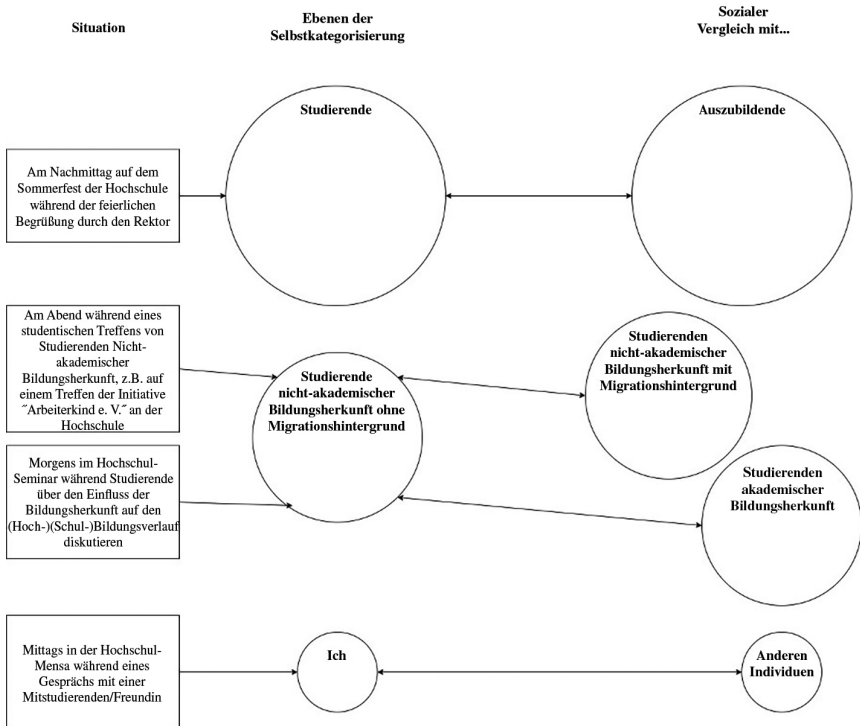 Situation
Ebenen der
Selbstkategorisierung
Sozialer
Vergleich mit...
Am Nachmittag auf dem
Sommerfest der Hochschule
während der feierlichen
Begrüßung durch den Rektor
Studierende
Auszubildende
Am Abend während eines
studentischen Treffens von
Studierenden Nicht-
akademischer
Bildungsherkunft, z.B. auf
einem Treffen der Initiative
˝Arbeiterkind e. V.˝ an der
Hochschule
Studierende
nicht-akademischer
Bildungsherkunft ohne
Migrationshintergrund
Studierenden
nicht-akademischer
Bildungsherkunft mit
Migrationshintergrund
Morgens im Hochschul-
Seminar während Studierende
über den Einfluss der
Bildungsherkunft auf den
(Hoch-)(Schul-)Bildungsverlauf
diskutieren
Studierenden
akademischer
Bildungsherkunft
Mittags in der Hochschul-
Mensa während eines
Gesprächs mit einer
Mitstudierenden/Freundin
Ich
Anderen
Individuen